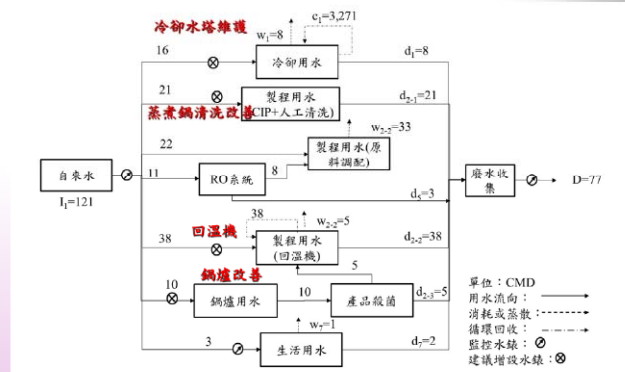 冷卻水塔維護
w₁=8
c₁=3,271
16
冷卻用水
d₁=8
21
製程用水
(CIP+人工清洗)
d₂₋₁=21
蒸煮鍋清洗改善
w₂₋₂=33
22
製程用水(原
料調配)
自來水
I₁=121
11
RO系統
8
d₅=3
廢水收
集
D=77
38
回溫機
38
w₂₋₂=5
製程用水
(回溫機)
d₂₋₂=38
5
鍋爐改善
10
鍋爐用水
10
產品殺菌
d₂₋₃=5
w₇=1
3
生活用水
d₇=2
單位：CMD
用水流向：
消耗或蒸散：
循環回收：
監控水錶：
建議增設水錶：